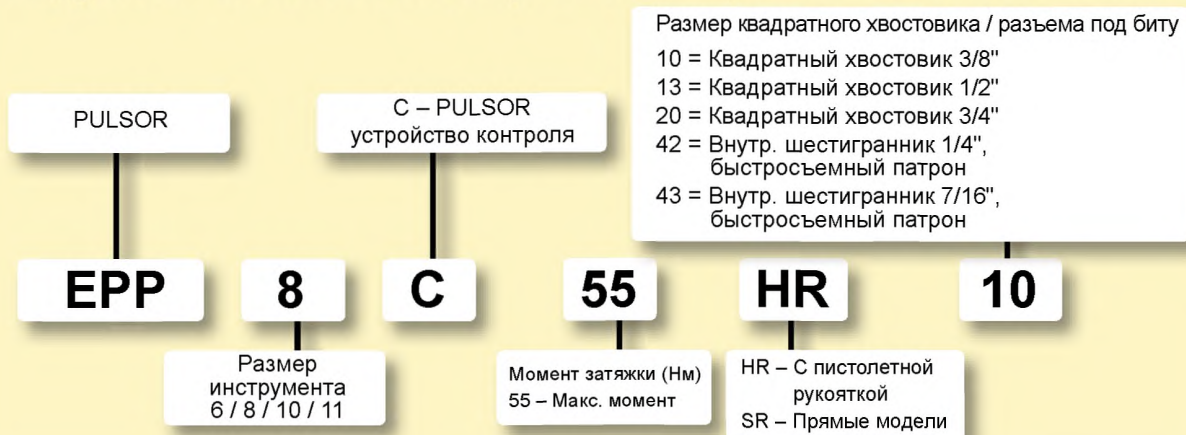 Размер квадратного хвостовика / разъема под биту
10 = Квадратный хвостовик 3/8"
13 = Квадратный хвостовик 1/2"
20 = Квадратный хвостовик 3/4"
42 = Внутр. шестигранник 1/4",
быстросъемный патрон
43 = Внутр. шестигранник 7/16",
быстросъемный патрон
PULSOR
C – PULSOR
устройство контроля
EPP 8 C 55 HR 10
Размер
инструмента
6 / 8 / 10 / 11
Момент затяжки (Нм)
55 – Макс. момент
HR – С пистолетной
рукояткой
SR – Прямые модели